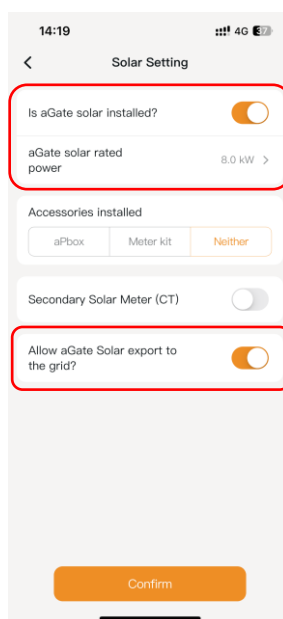 14:19
4G 37
Solar Setting
Is aGate solar installed?
aGate solar rated
power
8.0 kW
Accessories installed
aPbox Meter kit Neither
Secondary Solar Meter (CT)
Allow aGate Solar export to
the grid?
Confirm